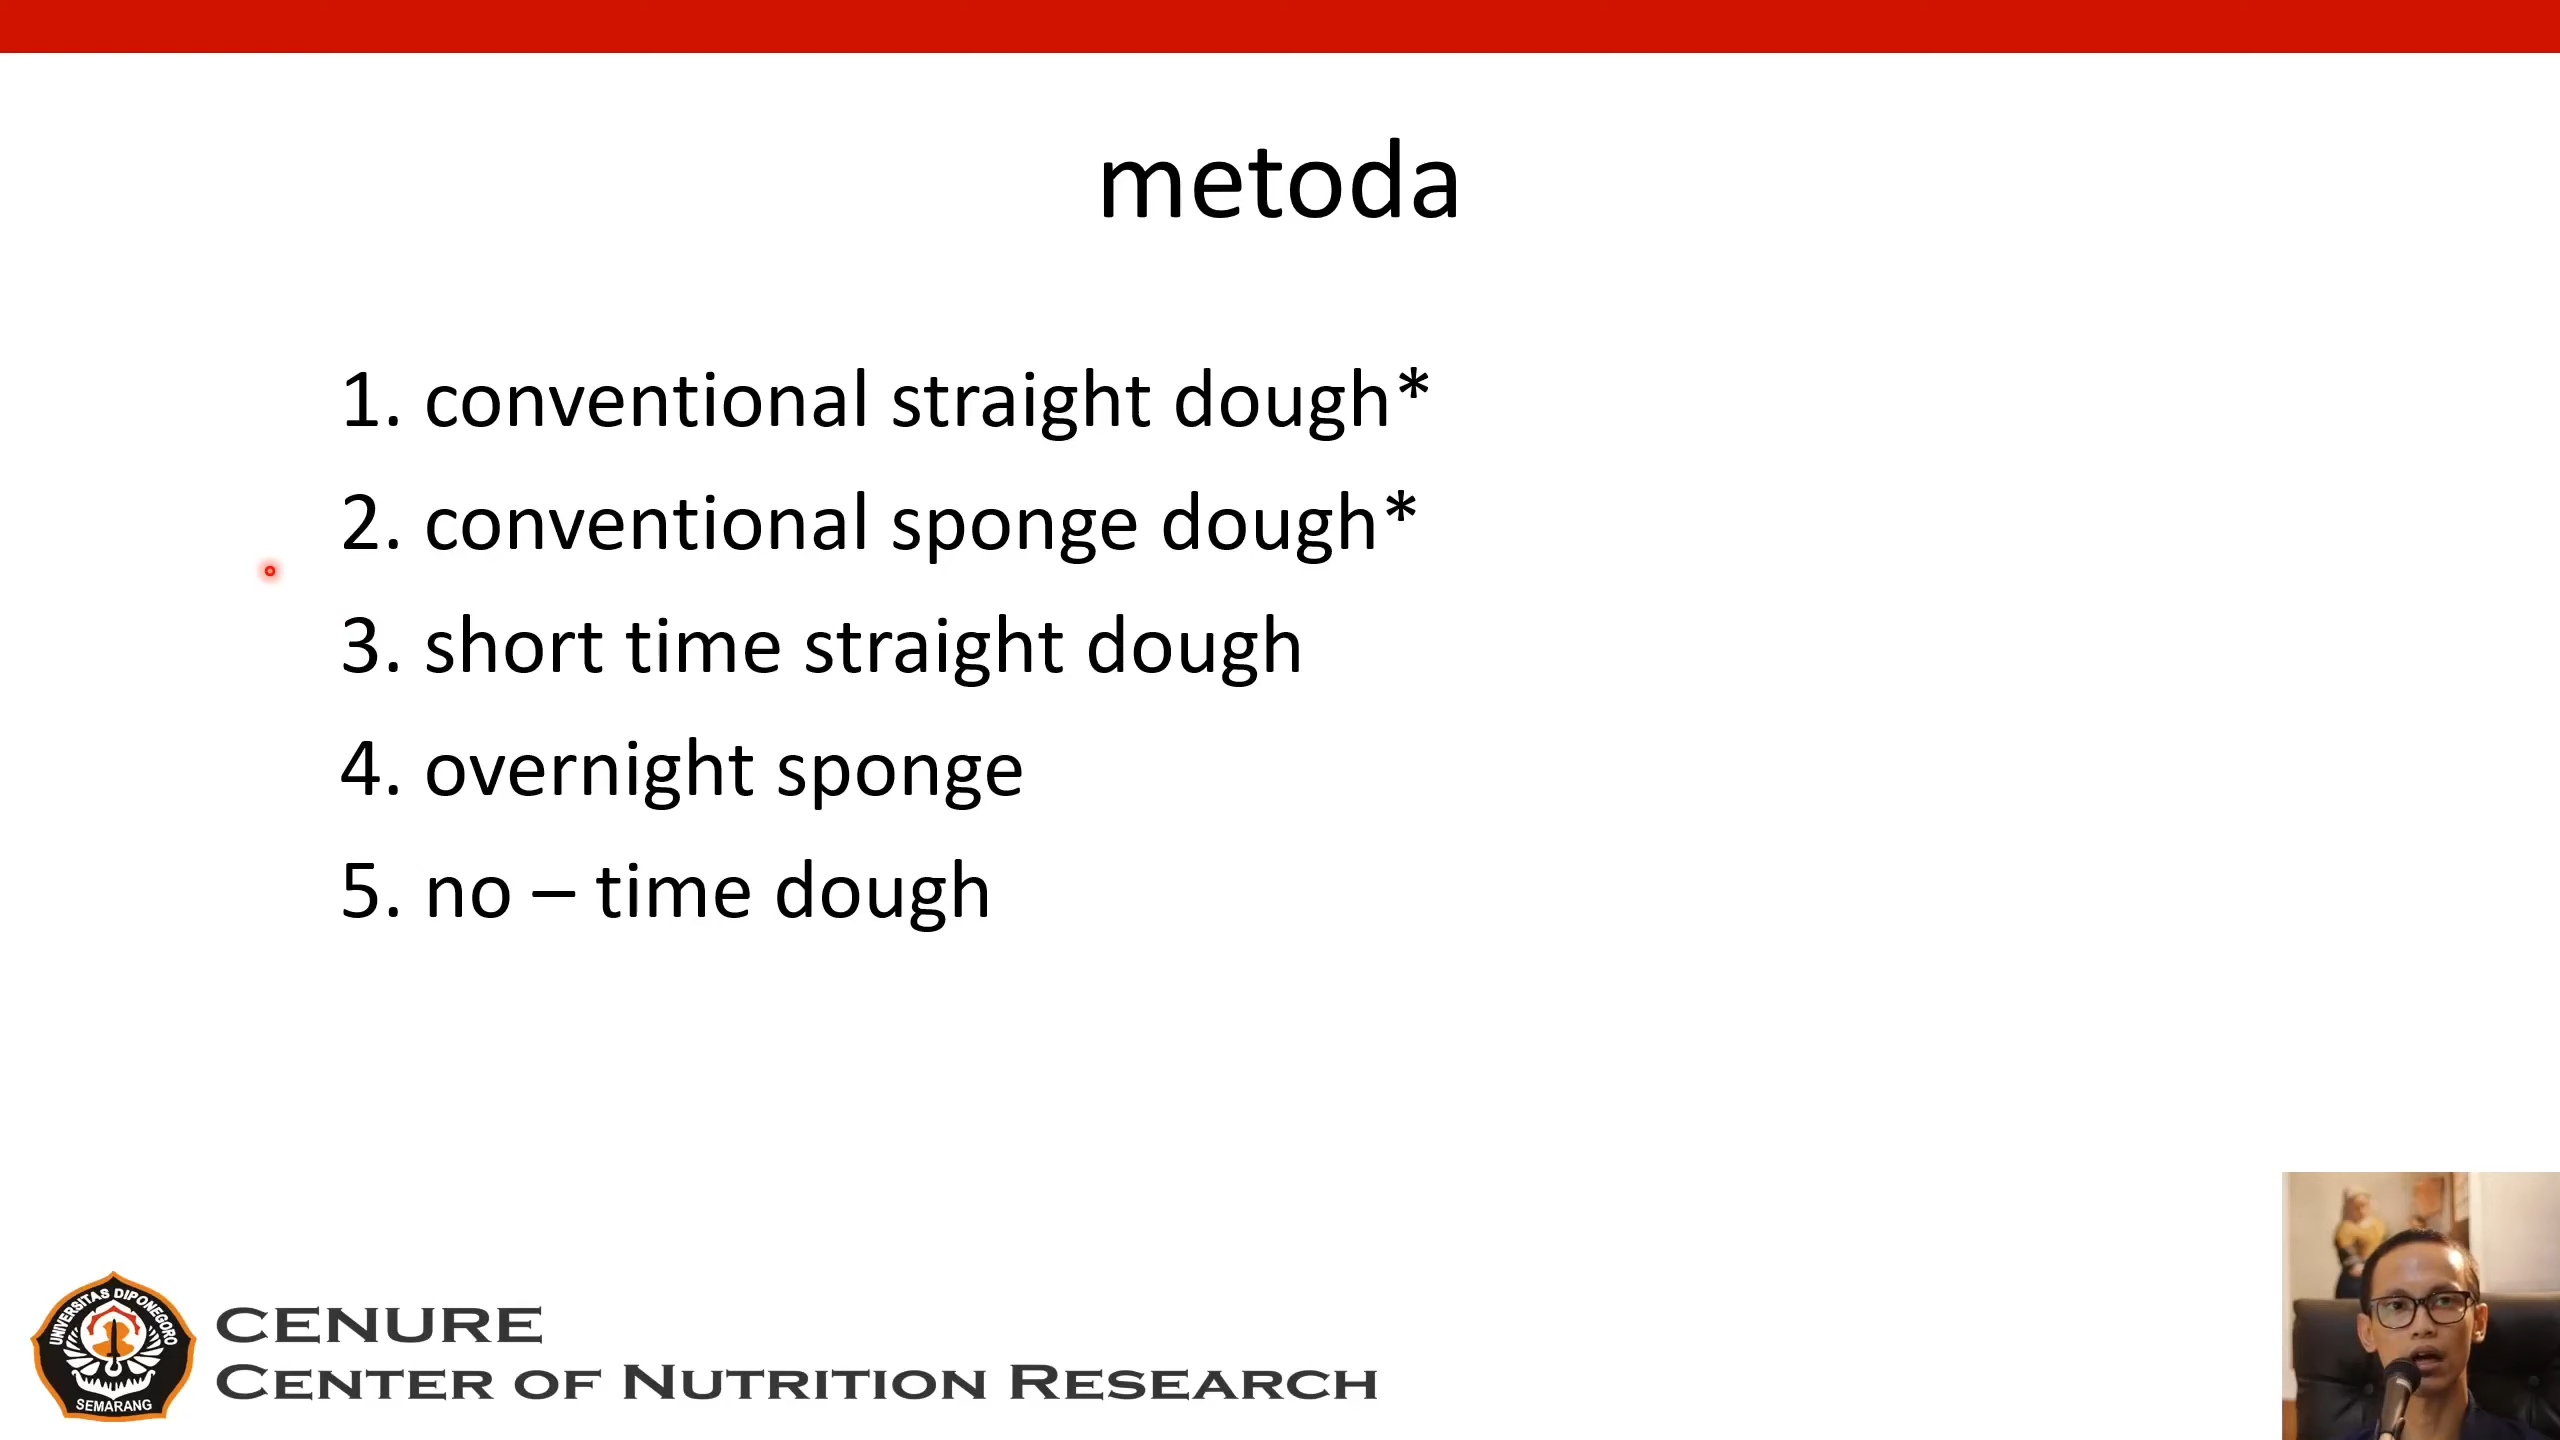 metoda
1. conventional straight dough*
2. conventional sponge dough*
3. short time straight dough
4. overnight sponge
5. no – time dough
UNIVERSITAS DIPONEGORO
SEMARANG
CENURE
CENTER OF NUTRITION RESEARCH